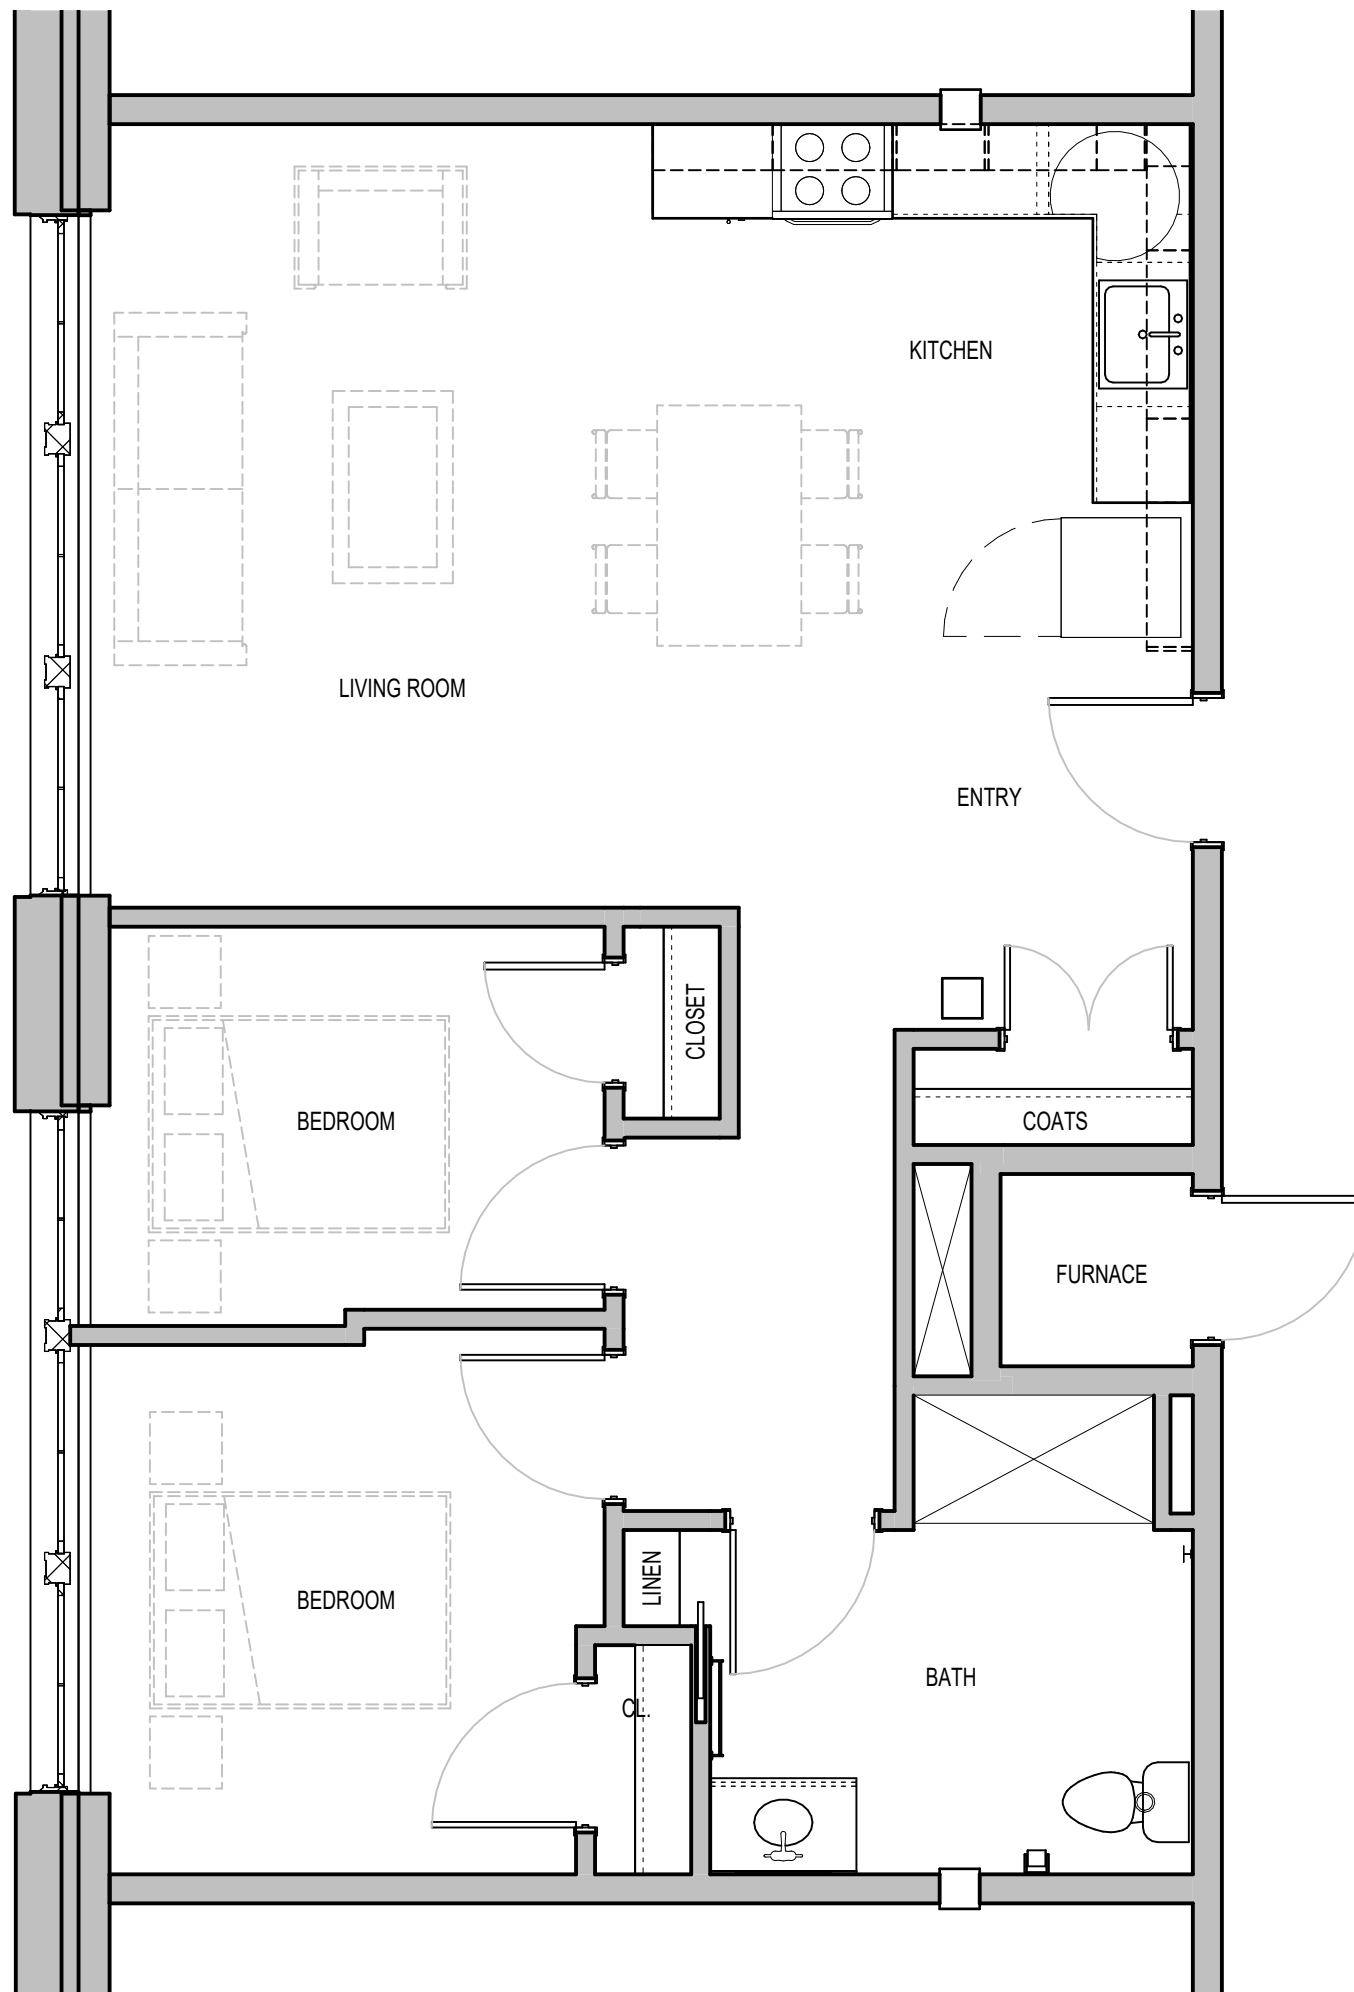 KITCHEN
LIVING ROOM
ENTRY
CLOSET
BEDROOM
COATS
FURNACE
LINEN
BEDROOM
BATH
CL.